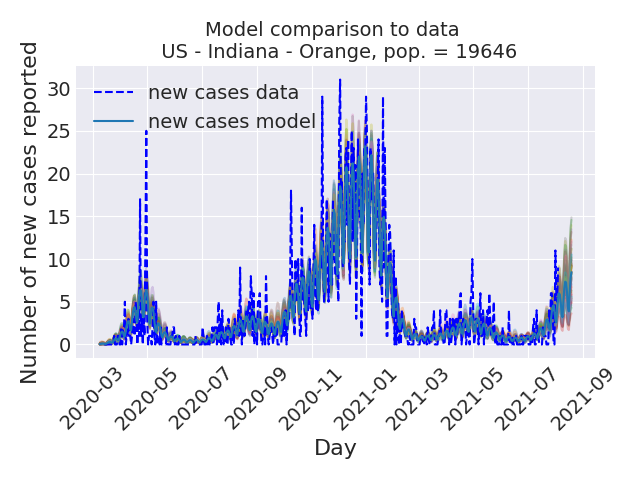 Model comparison to data
US - Indiana - Orange, pop. = 19646
Number of new cases reported
30
25
20
15
10
5
0
new cases data
new cases model
2020-03
2020-05
2020-07
2020-09
2020-11
2021-01
2021-03
2021-05
2021-07
2021-09
Day